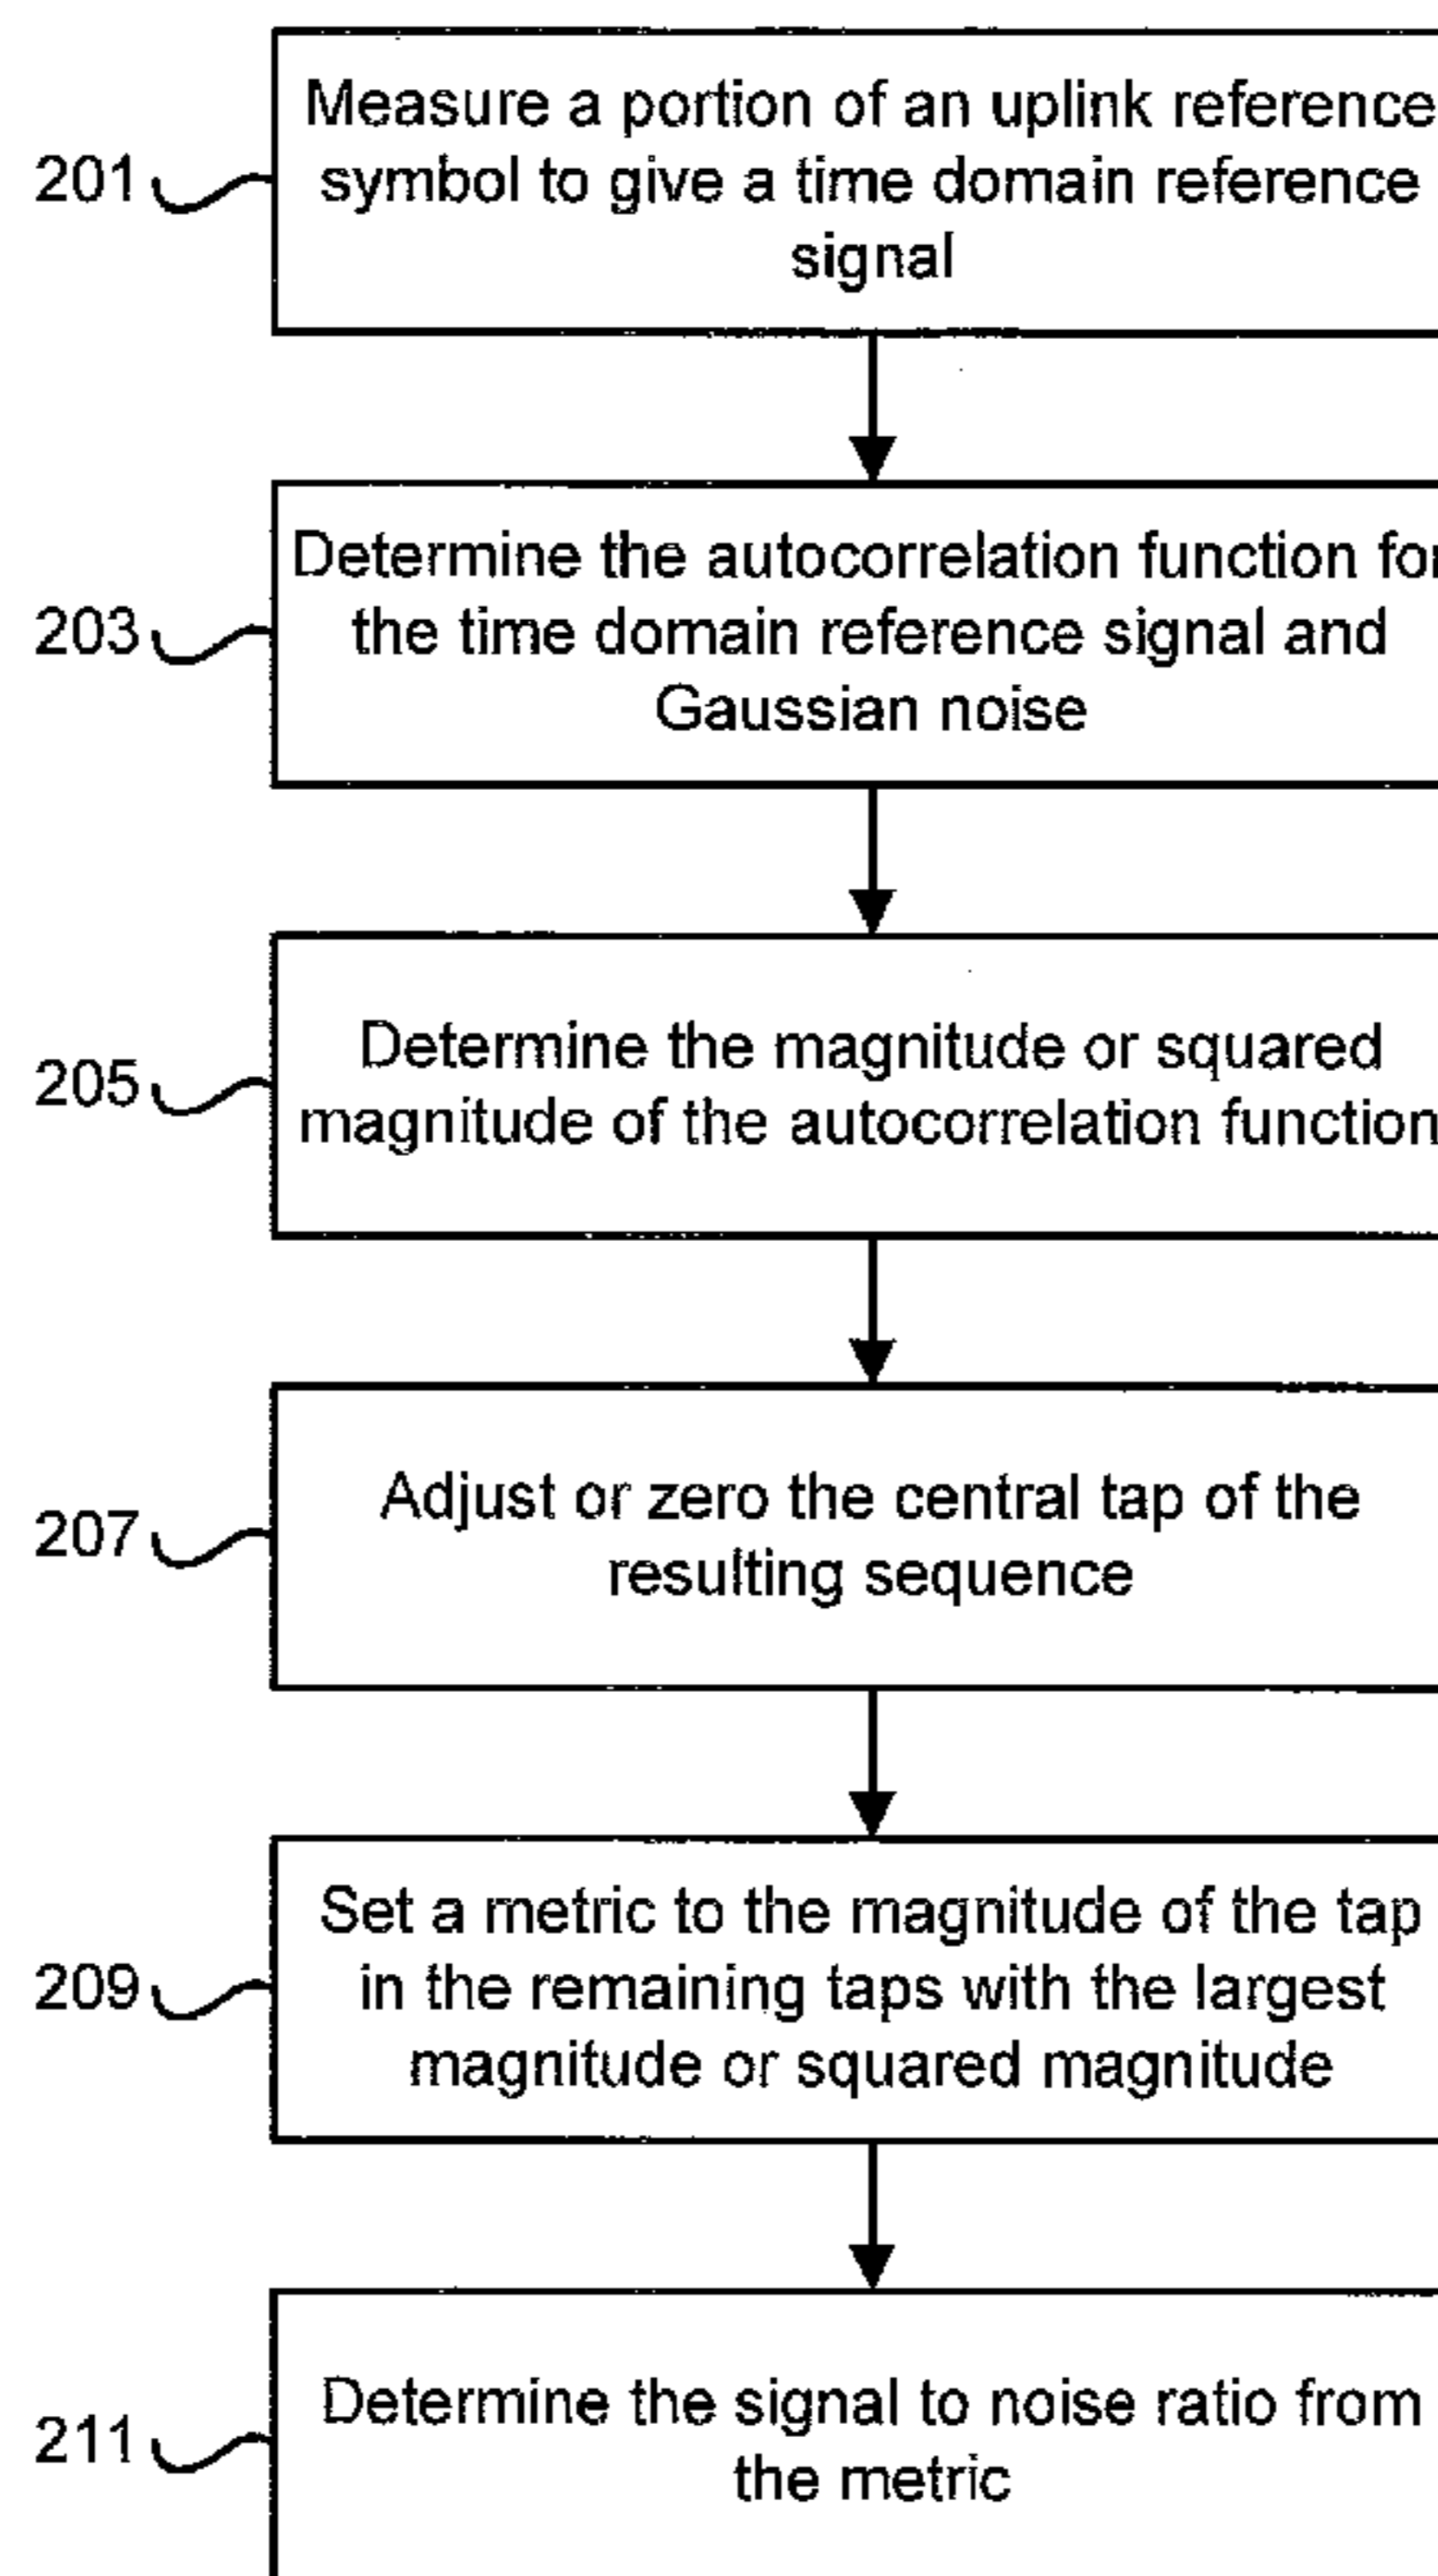 Measure a portion of an uplink reference
201
symbol to give a time domain reference
signal
Determine the autocorrelation function for
203
the time domain reference signal and
Gaussian noise
Determine the magnitude or squared
205
magnitude of the autocorrelation function
Adjust or zero the central tap of the
207
resulting sequence
Set a metric to the magnitude of the tap
209
in the remaining taps with the largest
magnitude or squared magnitude
Determine the signal to noise ratio from
211
the metric